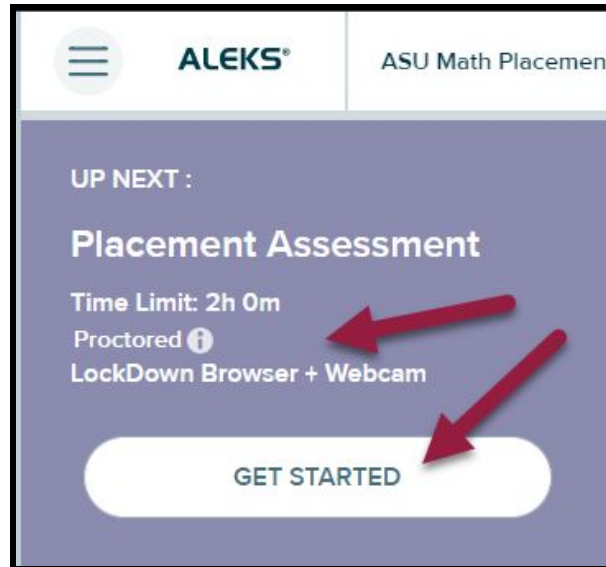 ALEKS®
ASU Math Placemen
UP NEXT :
Placement Assessment
Time Limit: 2h 0m
Proctored i
LockDown Browser + Webcam
GET STARTED